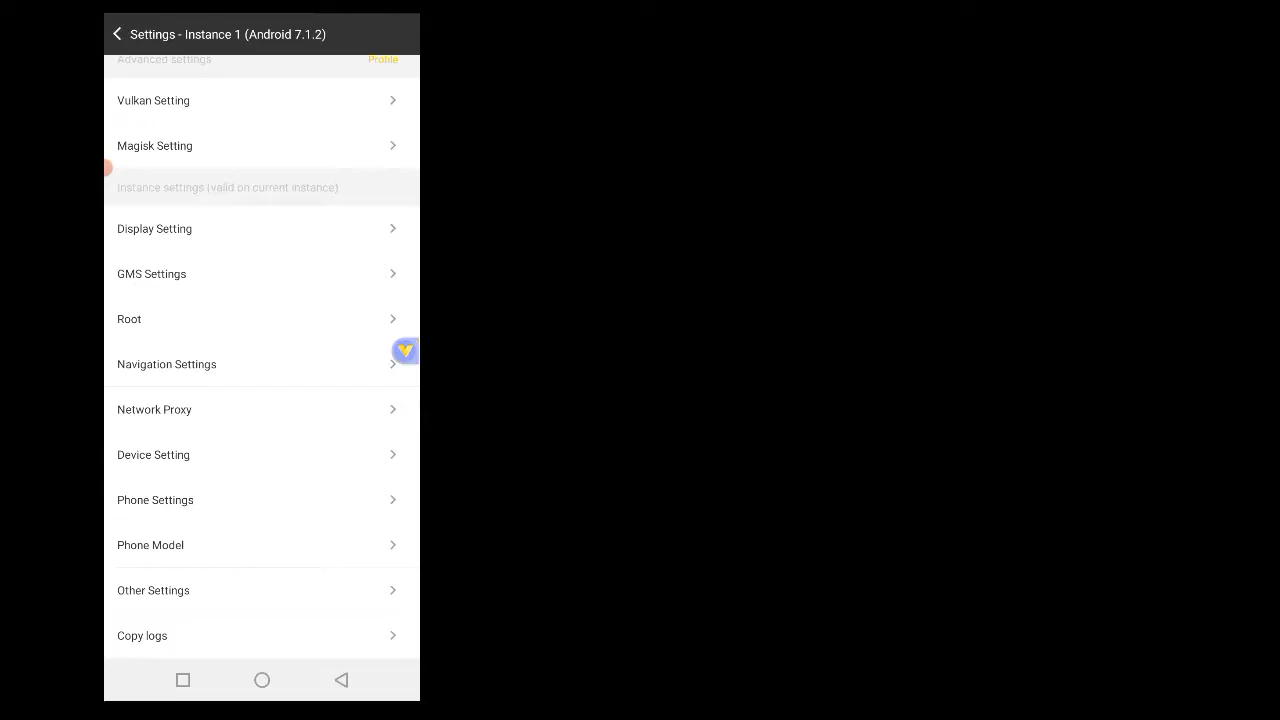 Settings - Instance 1 (Android 7.1.2)
Advanced settings Profile
Vulkan Setting
Magisk Setting
Instance settings (valid on current instance)
Display Setting
GMS Settings
Root
Navigation Settings
Network Proxy
Device Setting
Phone Settings
Phone Model
Other Settings
Copy logs